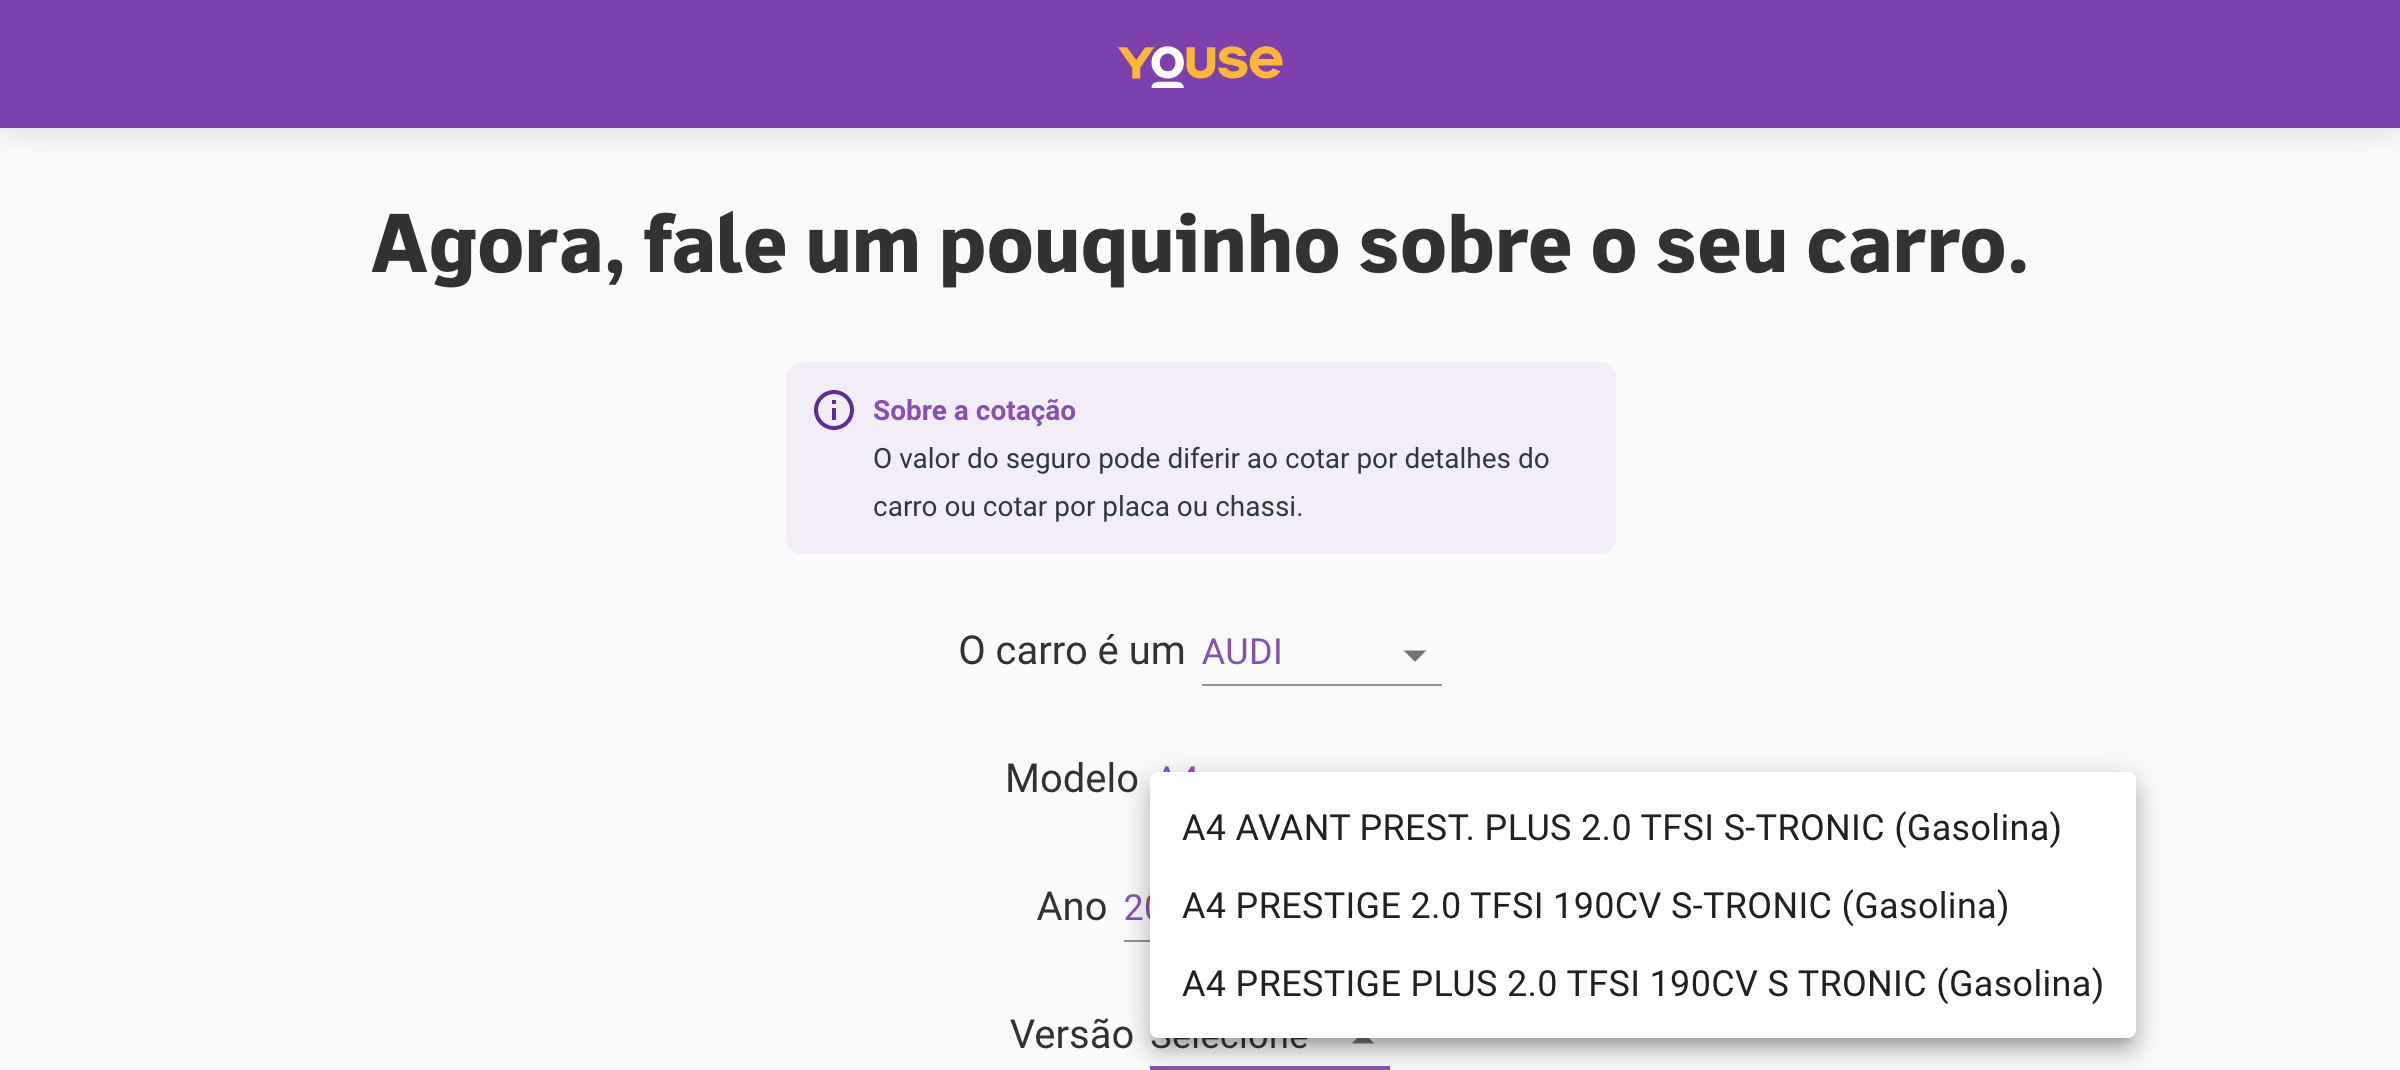 youse
Agora, fale um pouquinho sobre o seu carro.
Sobre a cotação
O valor do seguro pode diferir ao cotar por detalhes do
carro ou cotar por placa ou chassi.
O carro é um AUDI
Modelo A4
A4 AVANT PREST. PLUS 2.0 TFSI S-TRONIC (Gasolina)
Ano
A4 PRESTIGE 2.0 TFSI 190CV S-TRONIC (Gasolina)
A4 PRESTIGE PLUS 2.0 TFSI 190CV S TRONIC (Gasolina)
Versão Selecione